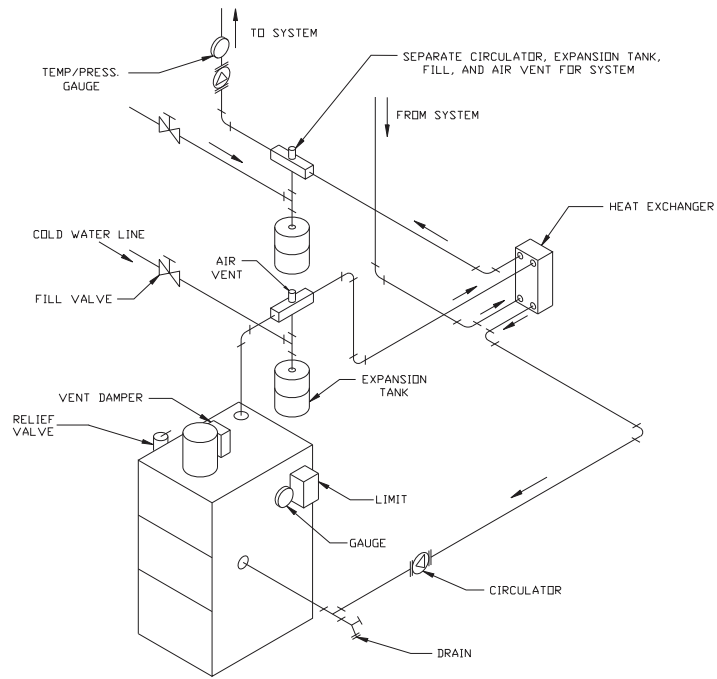 TO SYSTEM
TEMP/PRESS.
GAUGE
SEPARATE CIRCULATOR, EXPANSION TANK,
FILL, AND AIR VENT FOR SYSTEM
FROM SYSTEM
HEAT EXCHANGER
COLD WATER LINE
AIR
VENT
FILL VALVE
EXPANSION
TANK
VENT DAMPER
RELIEF
VALVE
LIMIT
GAUGE
CIRCULATOR
DRAIN